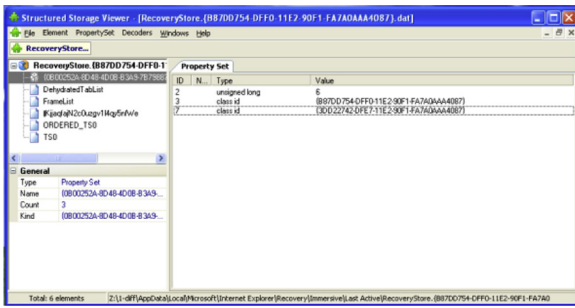 Structured Storage Viewer - [RecoveryStore.{B87DD754-DFF0-11E2-90F1-FA7A0AAA4087}.dat]
File Element PropertySet Decoders Windows Help
RecoveryStore...
RecoveryStore.{B87DD754-DFF0-1
{0B00252A-8D48-4D0B-B3A9-7B79887
DehydratedTabList
FrameList
ORDERED_TS0
TS0
Property Set
ID N... Type Value
2 unsigned long 6
3 class id {B87DD754-DFF0-11E2-90F1-FA7A0AAA4087}
7 class id {3DD22742-DFE7-11E2-90F1-FA7A0AAA4087}
General
Type Property Set
Name {0B00252A-8D48-4D0B-B3A9-...
Count 3
Kind {0B00252A-8D48-4D0B-B3A9-...
Total: 6 elements Z:\1-diff\AppData\Local\Microsoft\Internet Explorer\Recovery\Immersive\Last Active\RecoveryStore.{B87DD754-DFF0-11E2-90F1-FA7A0